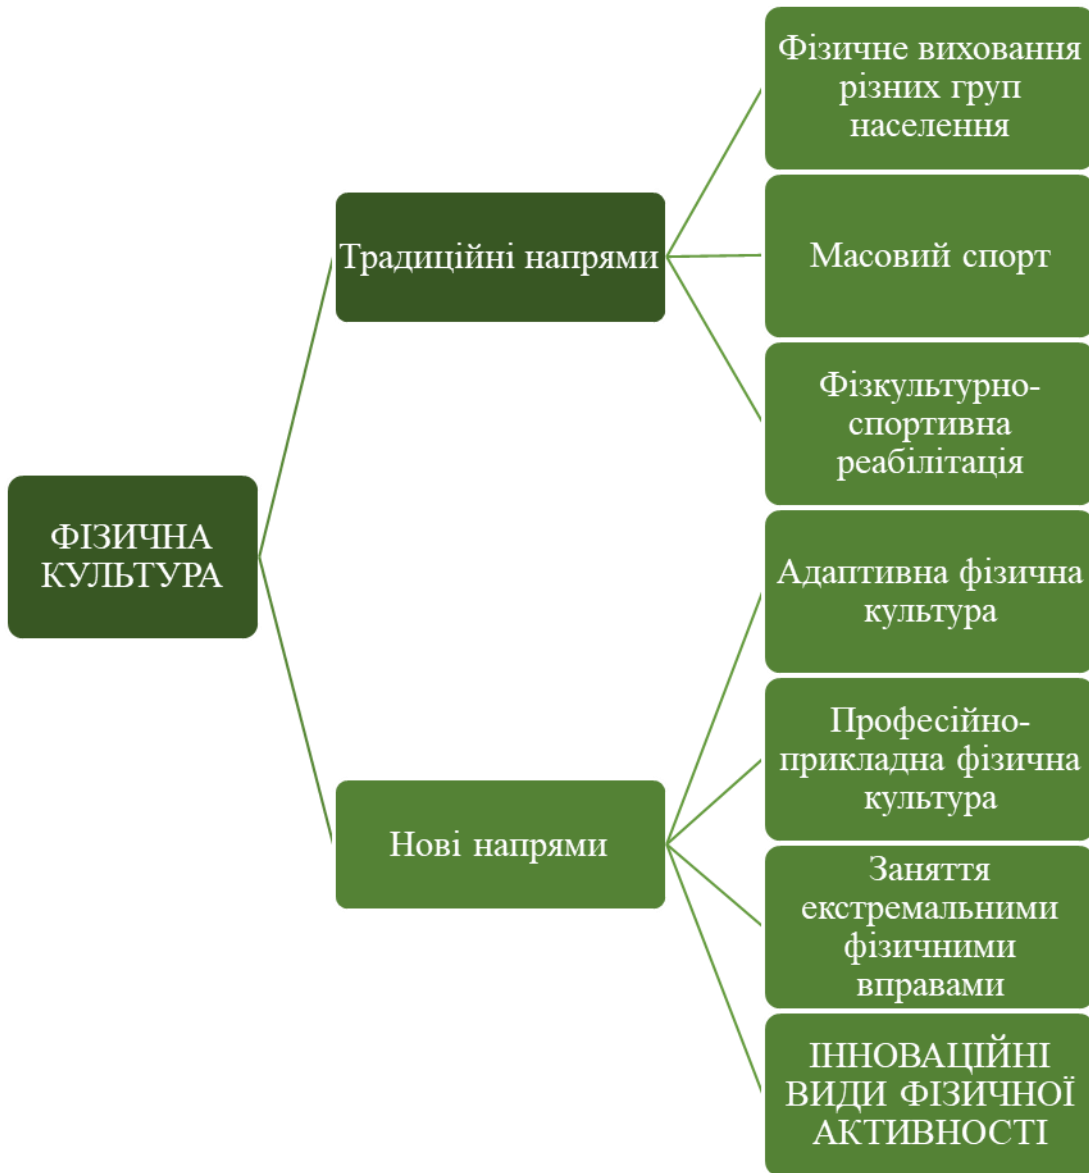 Фізичне виховання
різних груп
населення
Традиційні напрями
Масовий спорт
Фізкультурно-
спортивна
реабілітація
ФІЗИЧНА
КУЛЬТУРА
Адаптивна фізична
культура
Професійно-
прикладна фізична
культура
Нові напрями
Заняття
екстремальними
фізичними
вправами
ІННОВАЦІЙНІ
ВИДИ ФІЗИЧНОЇ
АКТИВНОСТІ